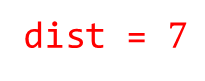 dist = 7